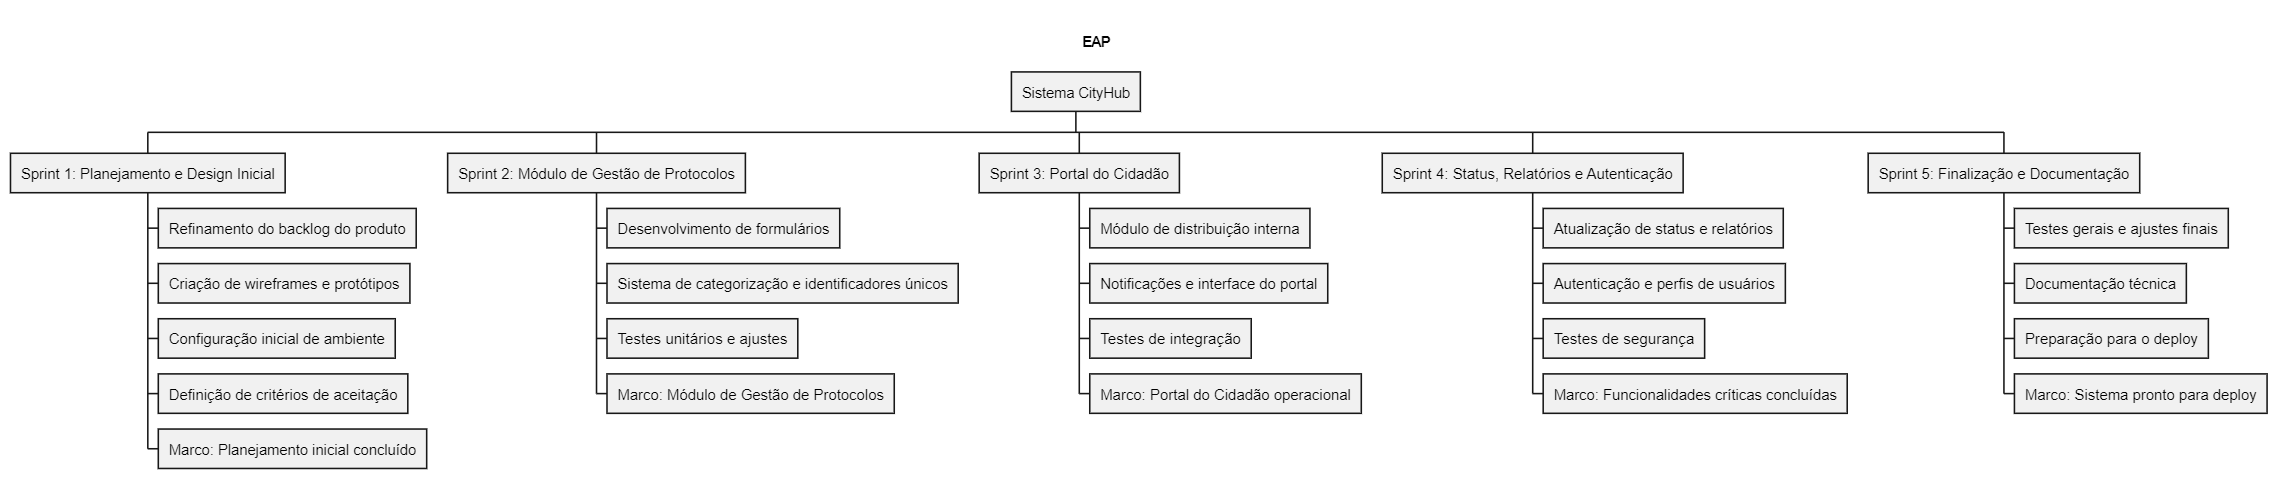 EAP
Sistema CityHub
Sprint 1: Planejamento e Design Inicial
Refinamento do backlog do produto
Criação de wireframes e protótipos
Configuração inicial de ambiente
Definição de critérios de aceitação
Marco: Planejamento inicial concluído
Sprint 2: Módulo de Gestão de Protocolos
Desenvolvimento de formulários
Sistema de categorização e identificadores únicos
Testes unitários e ajustes
Marco: Módulo de Gestão de Protocolos
Sprint 3: Portal do Cidadão
Módulo de distribuição interna
Notificações e interface do portal
Testes de integração
Marco: Portal do Cidadão operacional
Sprint 4: Status, Relatórios e Autenticação
Atualização de status e relatórios
Autenticação e perfis de usuários
Testes de segurança
Marco: Funcionalidades críticas concluídas
Sprint 5: Finalização e Documentação
Testes gerais e ajustes finais
Documentação técnica
Preparação para o deploy
Marco: Sistema pronto para deploy